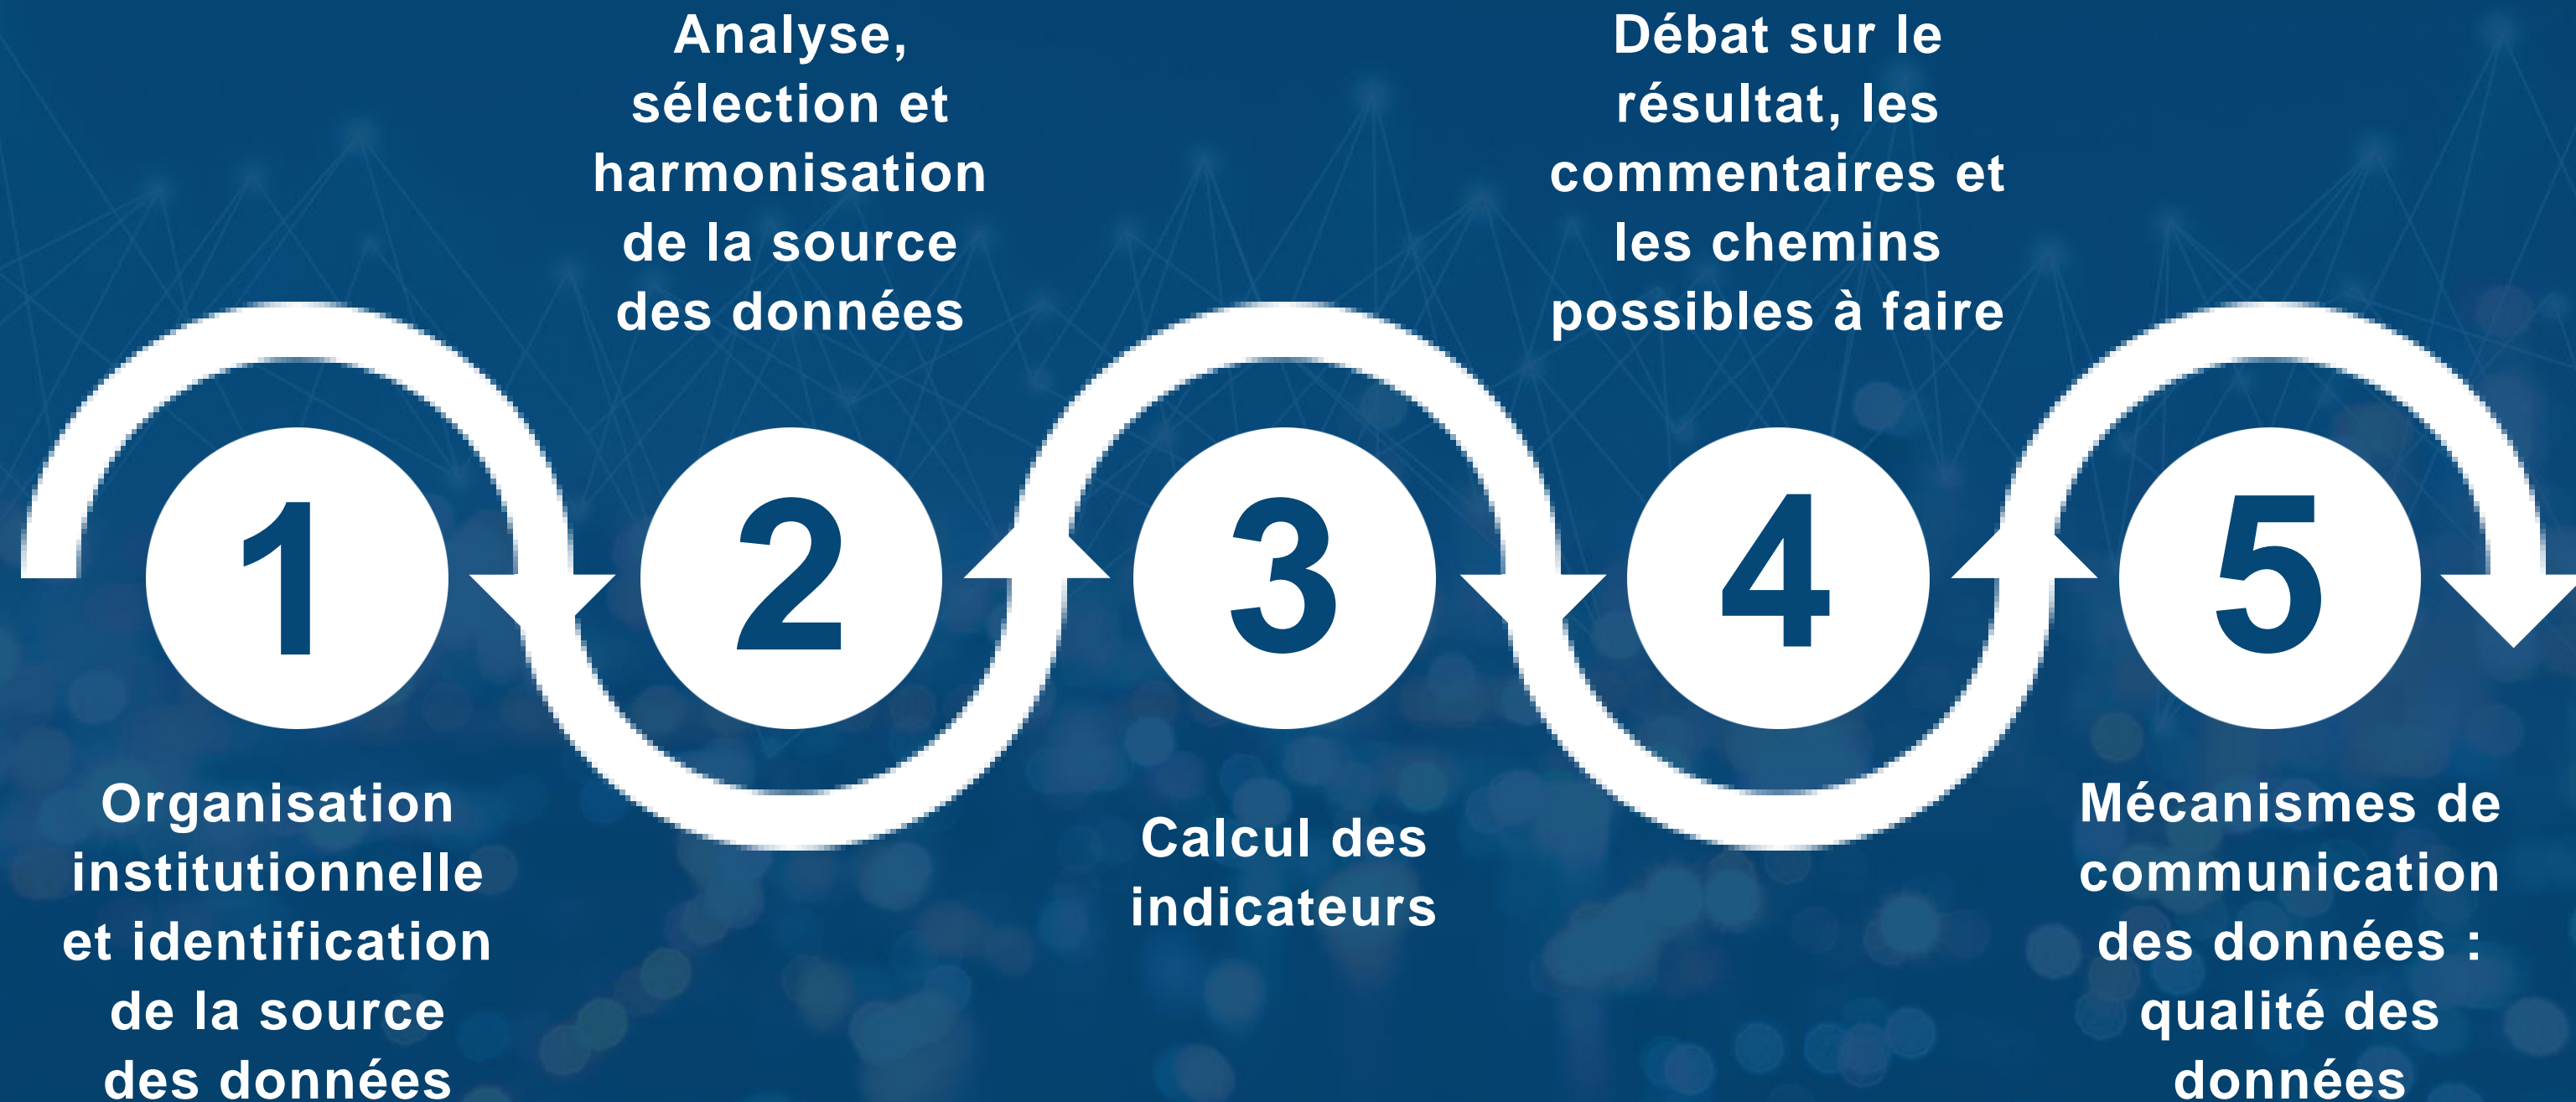 1
Organisation
institutionnelle
et identification
de la source
des données
Analyse,
sélection et
harmonisation
de la source
des données
2
3
Calcul des
indicateurs
Débat sur le
résultat, les
commentaires et
les chemins
possibles à faire
4
5
Mécanismes de
communication
des données :
qualité des
données